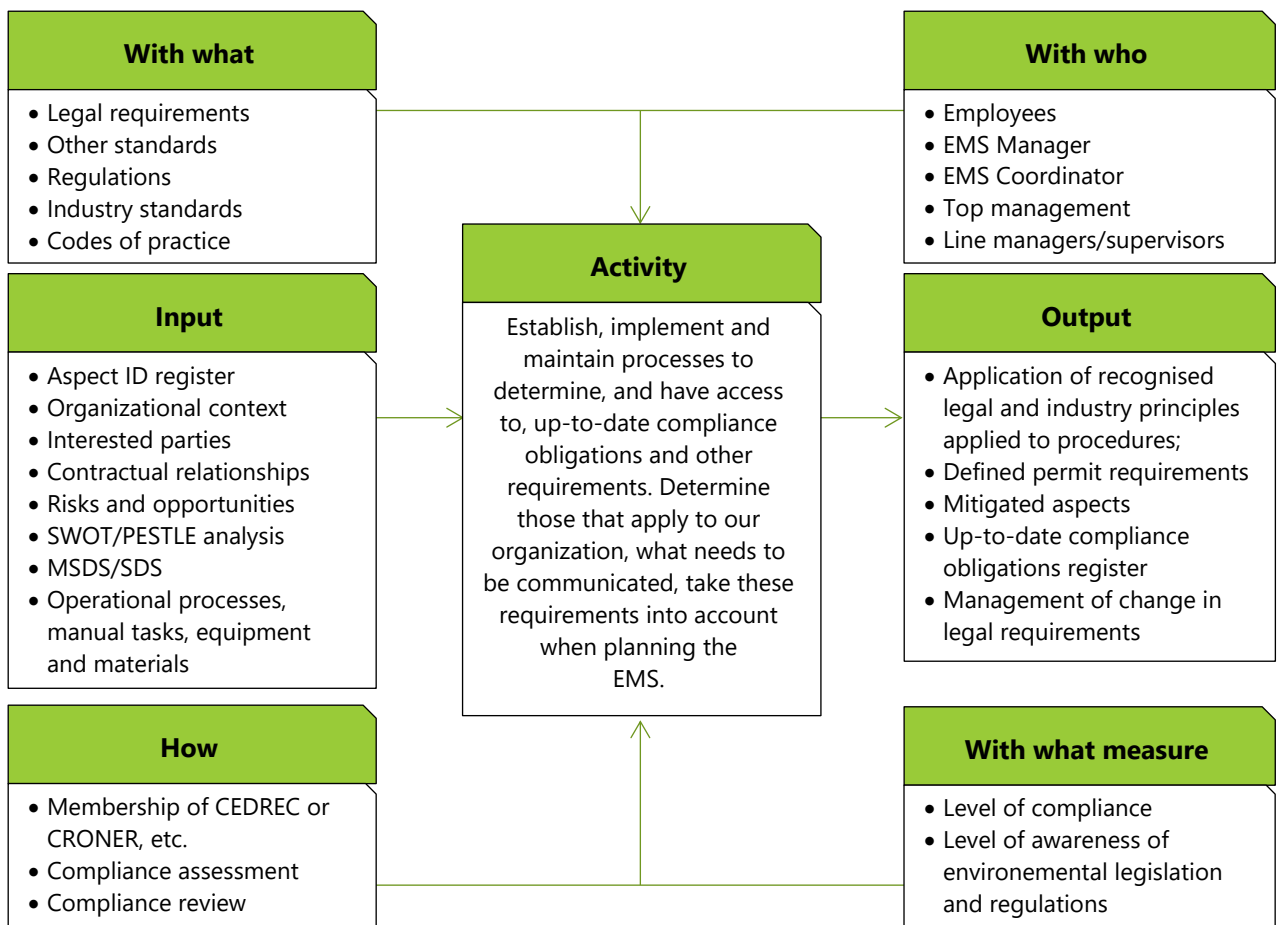 With what
• Legal requirements
• Other standards
• Regulations
• Industry standards
• Codes of practice
With who
• Employees
• EMS Manager
• EMS Coordinator
• Top management
• Line managers/supervisors
Input
• Aspect ID register
• Organizational context
• Interested parties
• Contractual relationships
• Risks and opportunities
• SWOT/PESTLE analysis
• MSDS/SDS
• Operational processes,
manual tasks, equipment
and materials
Activity
Establish, implement and
maintain processes to
determine, and have access
to, up-to-date compliance
obligations and other
requirements. Determine
those that apply to our
organization, what needs to
be communicated, take these
requirements into account
when planning the
EMS.
Output
• Application of recognised
legal and industry principles
applied to procedures;
• Defined permit requirements
• Mitigated aspects
• Up-to-date compliance
obligations register
• Management of change in
legal requirements
How
• Membership of CEDREC or
CRONER, etc.
• Compliance assessment
• Compliance review
With what measure
• Level of compliance
• Level of awareness of
environemental legislation
and regulations